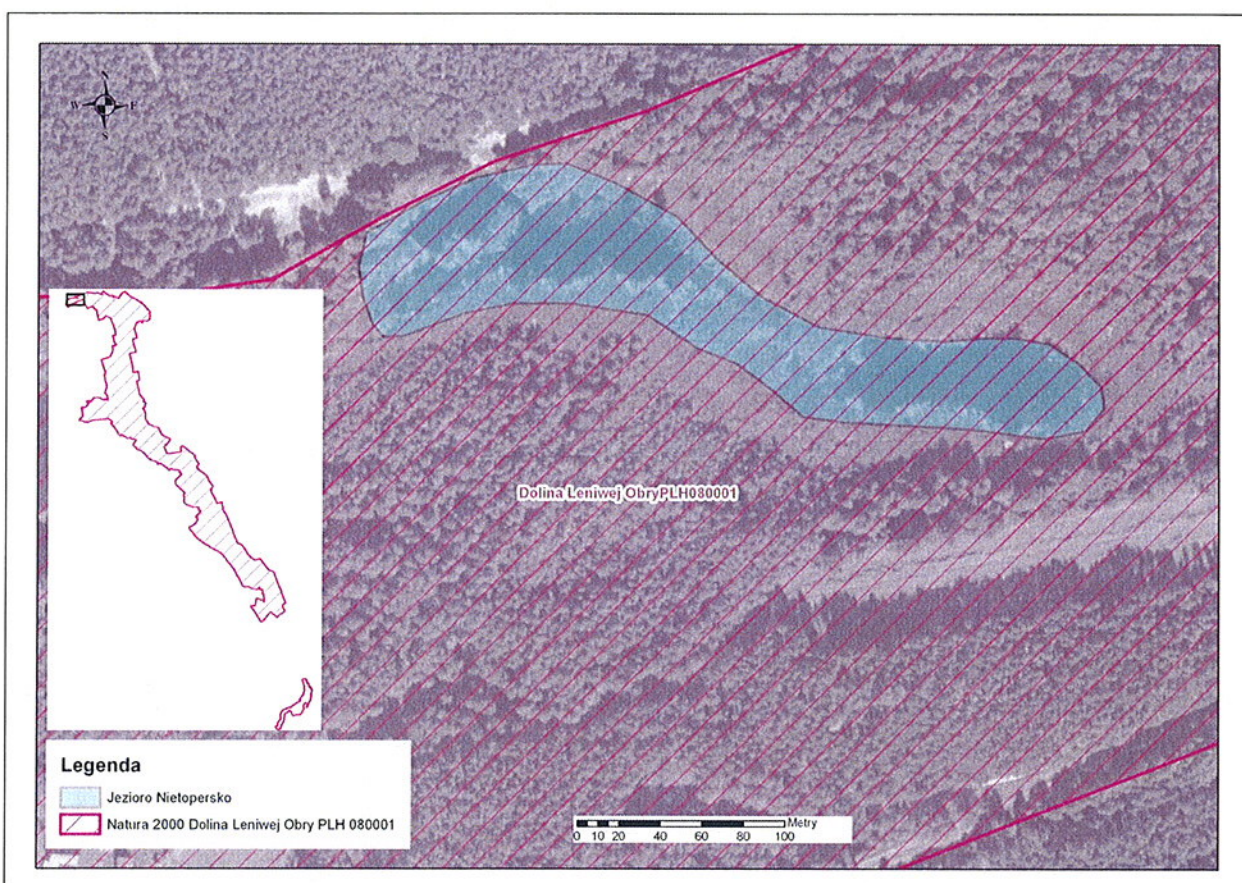 N
W E
S
Dolina Leniwej ObryPLH080001
Legenda
Jezioro Nietopersko
Natura 2000 Dolina Leniwej Obry PLH 080001
Metry
0 10 20 40 60 80 100